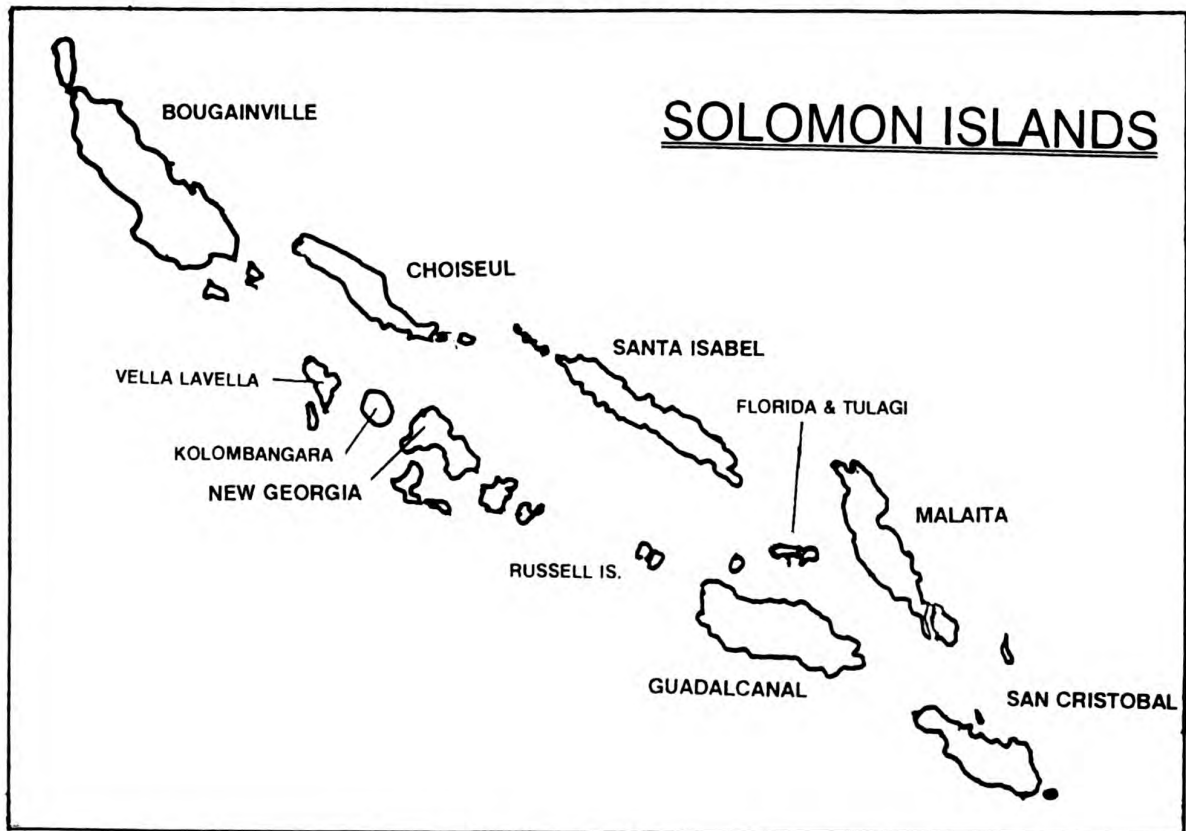 SOLOMON ISLANDS
BOUGAINVILLE
CHOISEUL
SANTA ISABEL
VELLA LAVELLA
FLORIDA & TULAGI
KOLOMBANGARA
NEW GEORGIA
MALAITA
RUSSELL IS.
GUADALCANAL
SAN CRISTOBAL